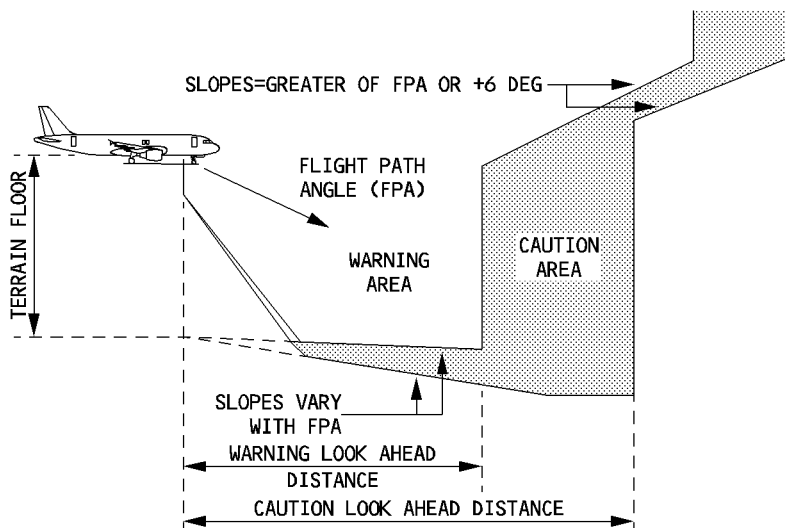 SLOPES=GREATER OF FPA OR +6 DEG
FLIGHT PATH
ANGLE (FPA)
TERRAIN FLOOR
WARNING
AREA
CAUTION
AREA
SLOPES VARY
WITH FPA
WARNING LOOK AHEAD
DISTANCE
CAUTION LOOK AHEAD DISTANCE